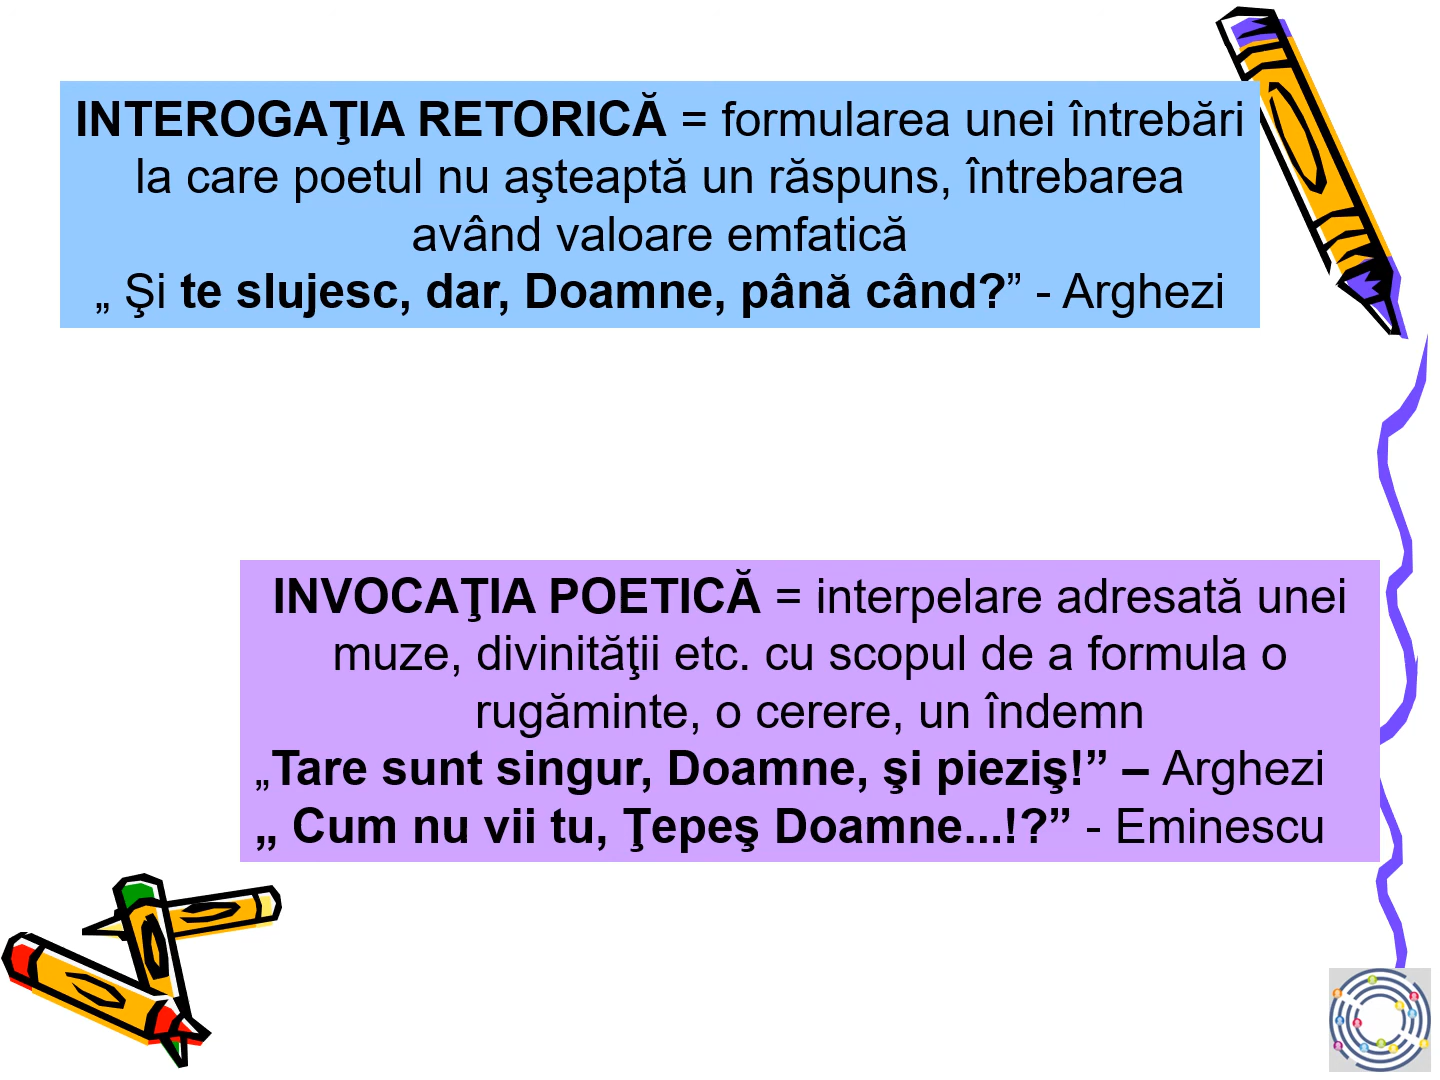 INTEROGAŢIA RETORICĂ = formularea unei întrebări
la care poetul nu aşteaptă un răspuns, întrebarea
având valoare emfatică
„ Şi te slujesc, dar, Doamne, până când?” - Arghezi
INVOCAŢIA POETICĂ = interpelare adresată unei
muze, divinităţii etc. cu scopul de a formula o
rugăminte, o cerere, un îndemn
„Tare sunt singur, Doamne, şi pieziş!” – Arghezi
„ Cum nu vii tu, Ţepeş Doamne...!?” - Eminescu